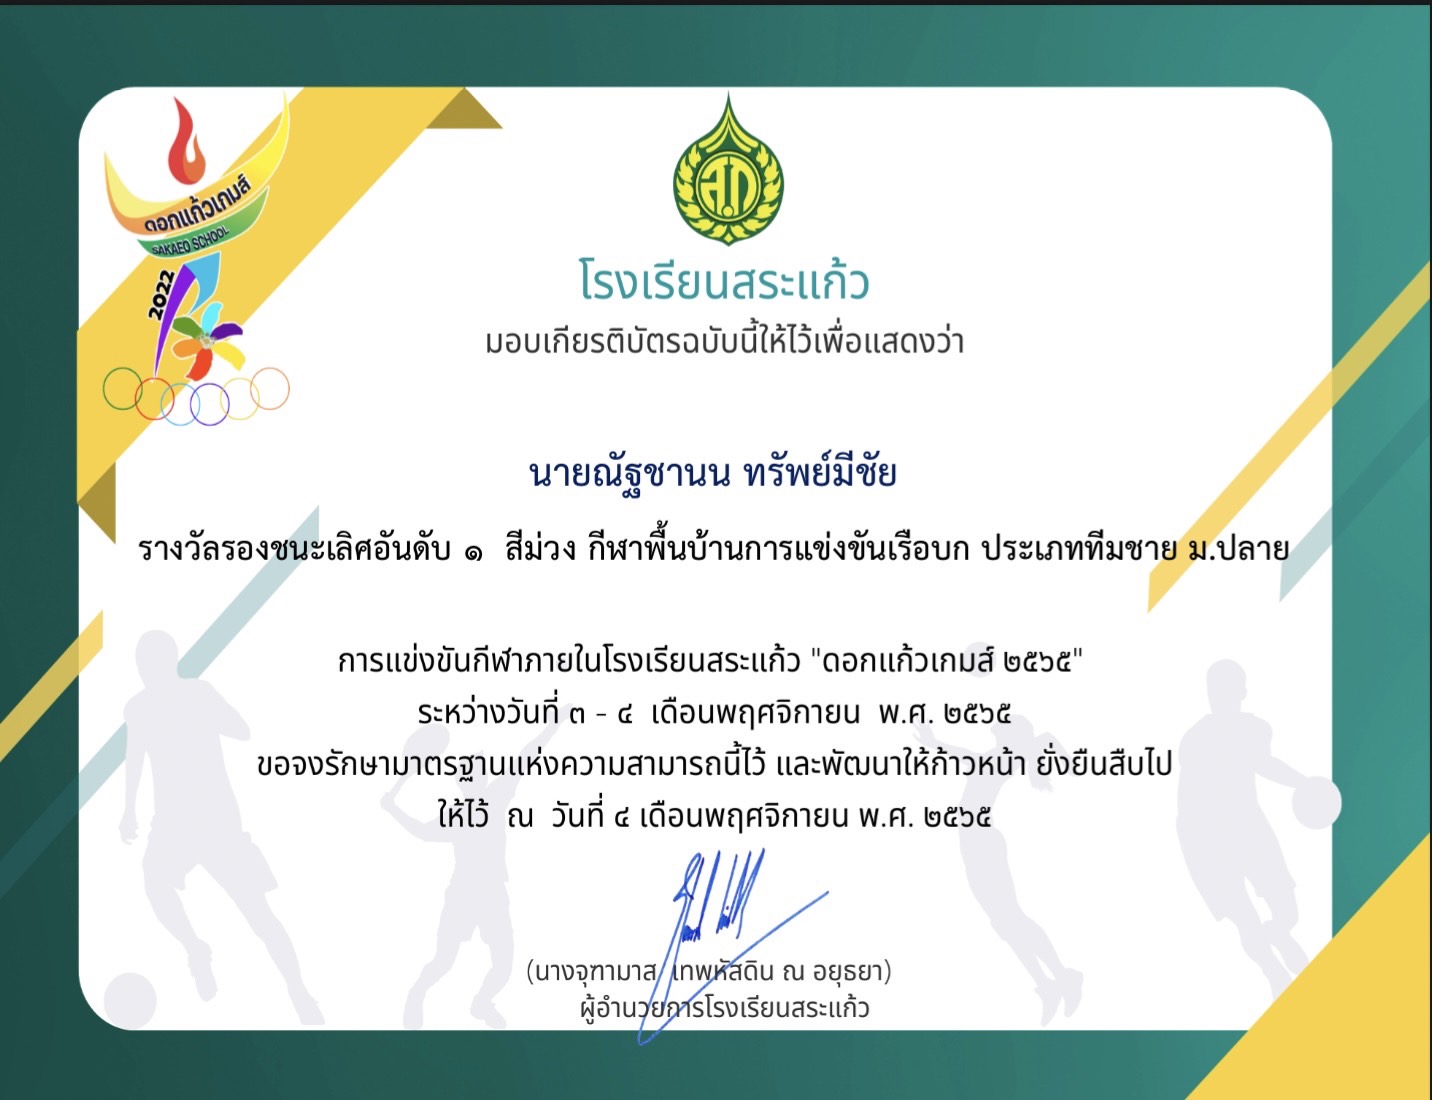 ดอกแก้วเกมส์
SAKAEO SCHOOL
2022
ส.ก
โรงเรียนสระแก้ว
มอบเกียรติบัตรฉบับนี้ให้ไว้เพื่อแสดงว่า
นายณัฐชานน ทรัพย์มีชัย
รางวัลรองชนะเลิศอันดับ ๑ สีม่วง กีฬาพื้นบ้านการแข่งขันเรือบก ประเภททีมชาย ม.ปลาย
การแข่งขันกีฬาภายในโรงเรียนสระแก้ว "ดอกแก้วเกมส์ ๒๕๖๕"
ระหว่างวันที่ ๓ - ๔ เดือนพฤศจิกายน พ.ศ. ๒๕๖๕
ขอจงรักษามาตรฐานแห่งความสามารถนี้ไว้ และพัฒนาให้ก้าวหน้า ยั่งยืนสืบไป
ให้ไว้ ณ วันที่ ๔ เดือนพฤศจิกายน พ.ศ. ๒๕๖๕
(นางจุฑามาส เทพหัสดิน ณ อยุธยา)
ผู้อำนวยการโรงเรียนสระแก้ว